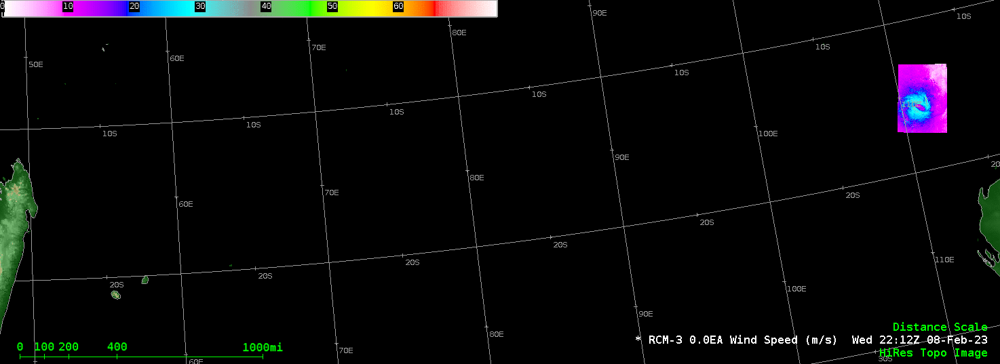 0 10 20 30 40 50 60
90E
10S
80E
10S
70E
60E
50E
10S
10S
10S
10S
10S
100E
90E
20
80E
70E
20S
60E
20S
20S
110E
20S
20S
20S
100E
90E
Distance Scale
80E
* RCM-3 0.0EA Wind Speed (m/s) Wed 22:12Z 08-Feb-23
0 100 200 400 1000mi
70E
HiRes Topo Image
30S
60E